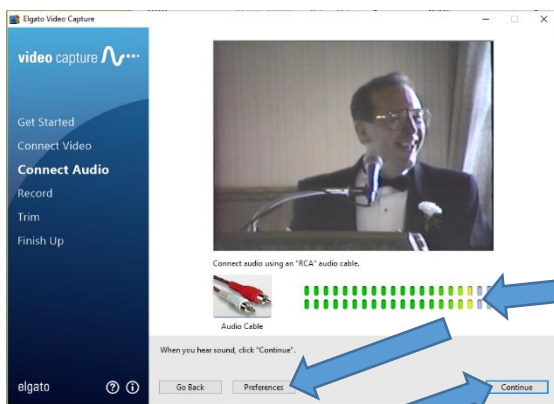 Elgato Video Capture
video capture
Get Started
Connect Video
Connect Audio
Record
Trim
Finish Up
Connect audio using an "RCA" audio cable.
Audio Cable
When you hear sound, click "Continue".
elgato
Go Back
Preferences
Continue